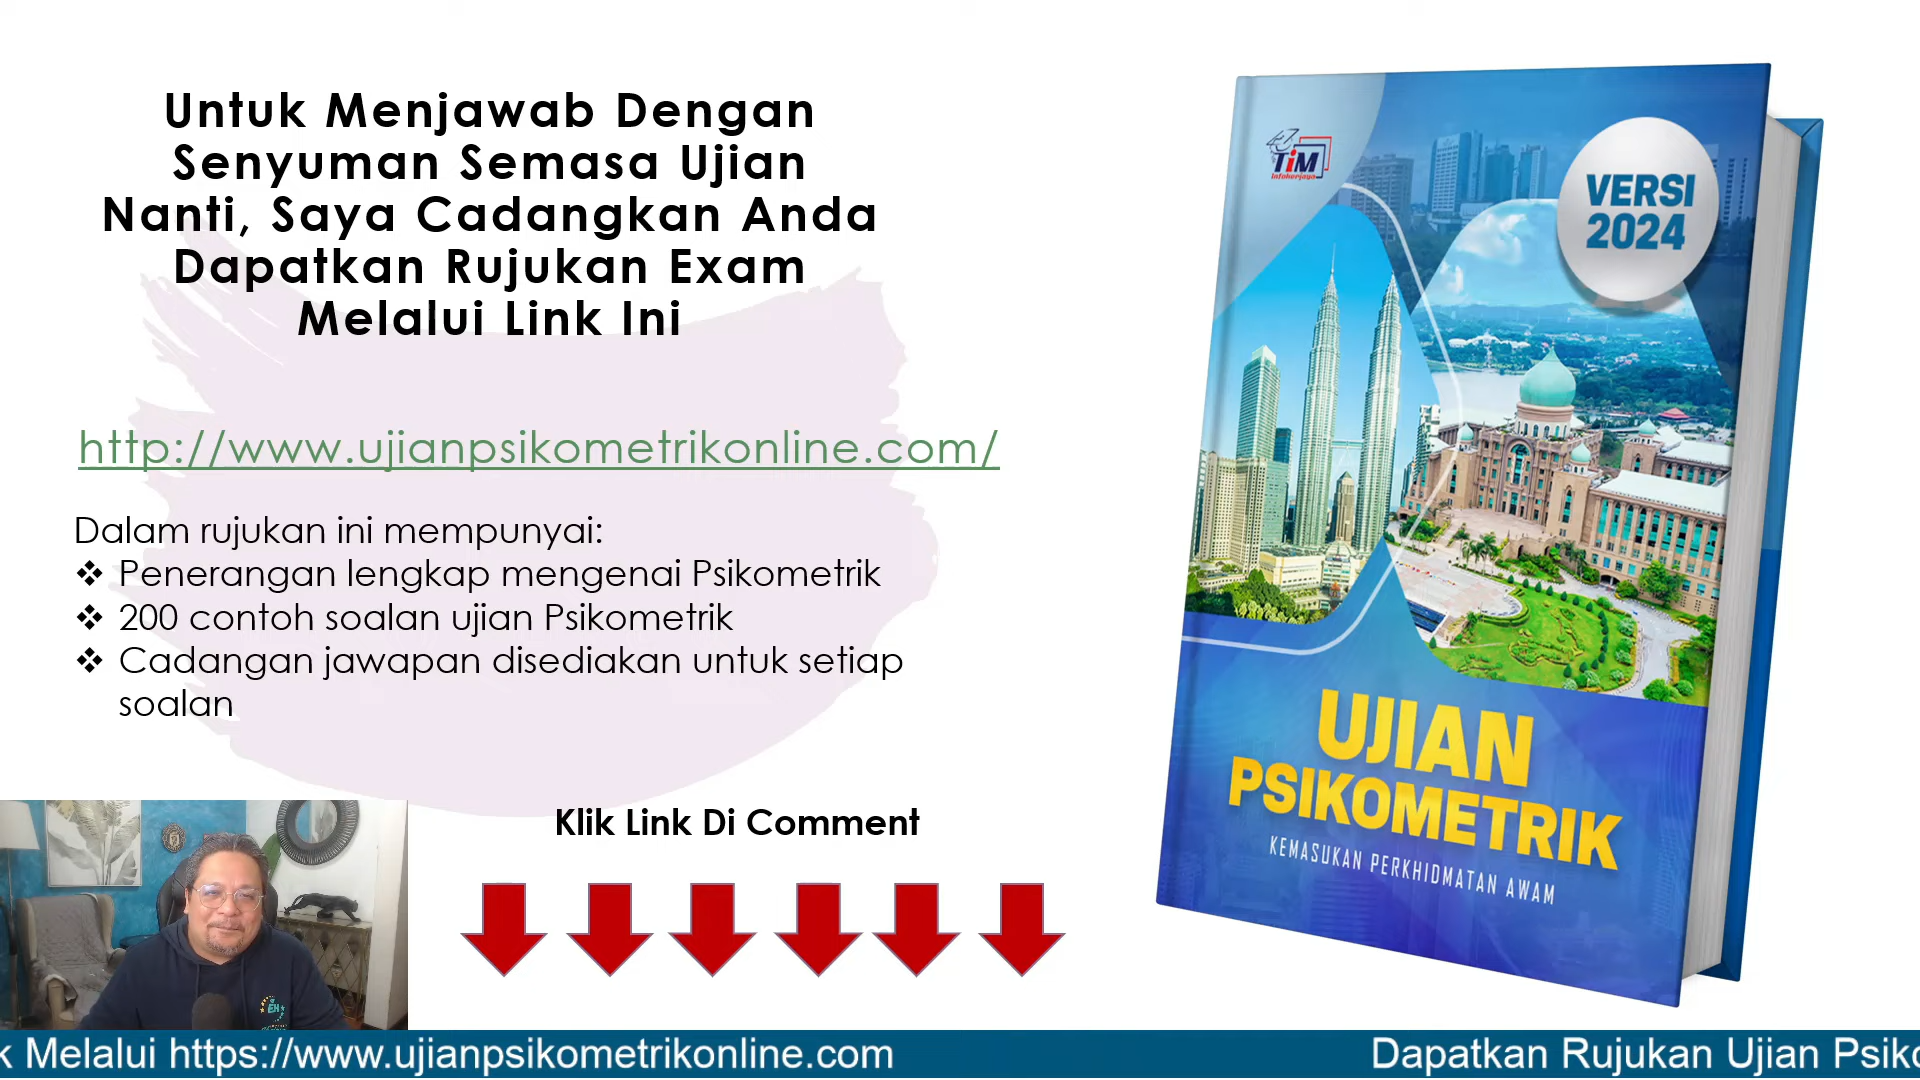 Untuk Menjawab Dengan
Senyuman Semasa Ujian
Nanti, Saya Cadangkan Anda
Dapatkan Rujukan Exam
Melalui Link Ini
http://www.ujianpsikometrikonline.com/
Dalam rujukan ini mempunyai:
❖ Penerangan lengkap mengenai Psikometrik
❖ 200 contoh soalan ujian Psikometrik
❖ Cadangan jawapan disediakan untuk setiap
soalan
Klik Link Di Comment
TiM
infokerjaya
VERSI
2024
UJIAN
PSIKOMETRIK
KEMASUKAN PERKHIDMATAN AWAM
EH
k Melalui https://www.ujianpsikometrikonline.com
Dapatkan Rujukan Ujian Psiko